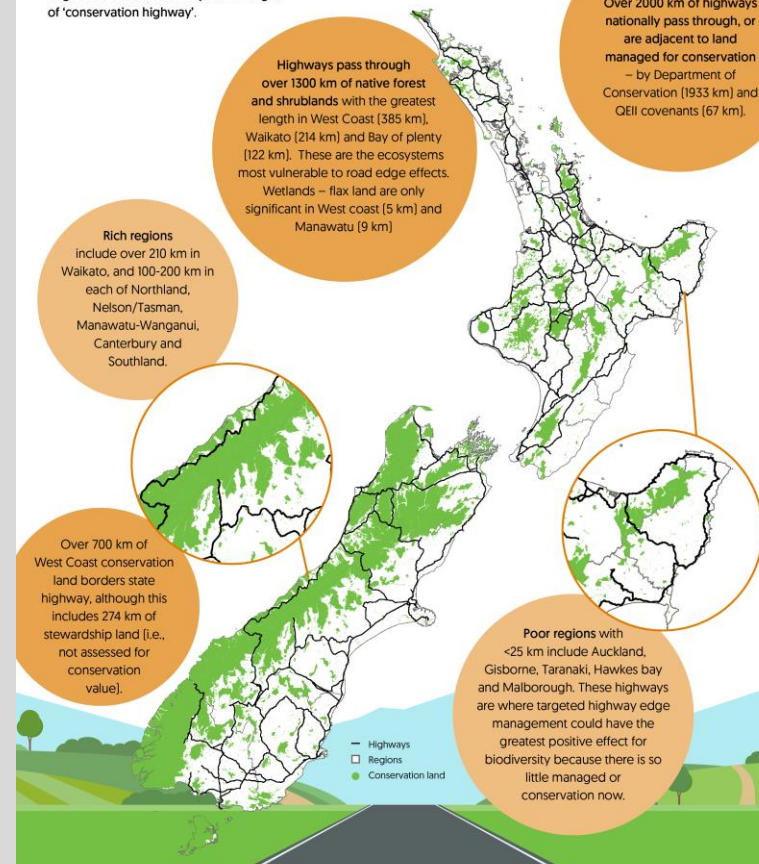 of ‘conservation highway’.
Over 2000 km of highways
nationally pass through, or
are adjacent to land
managed for conservation
– by Department of
Conservation (1933 km) and
QEII covenants (67 km).
Highways pass through
over 1300 km of native forest
and shrublands with the greatest
length in West Coast (385 km),
Waikato (214 km) and Bay of plenty
(122 km). These are the ecosystems
most vulnerable to road edge effects.
Wetlands – flax land are only
significant in West coast (5 km) and
Manawatu (9 km)
Rich regions
include over 210 km in
Waikato, and 100-200 km in
each of Northland,
Nelson/Tasman,
Manawatu-Wanganui,
Canterbury and
Southland.
Over 700 km of
West Coast conservation
land borders state
highway, although this
includes 274 km of
stewardship land (i.e.,
not assessed for
conservation
value).
Poor regions with
<25 km include Auckland,
Gisborne, Taranaki, Hawkes bay
and Malborough. These highways
are where targeted highway edge
management could have the
greatest positive effect for
biodiversity because there is so
little managed or
conservation now.
Highways
Regions
Conservation land